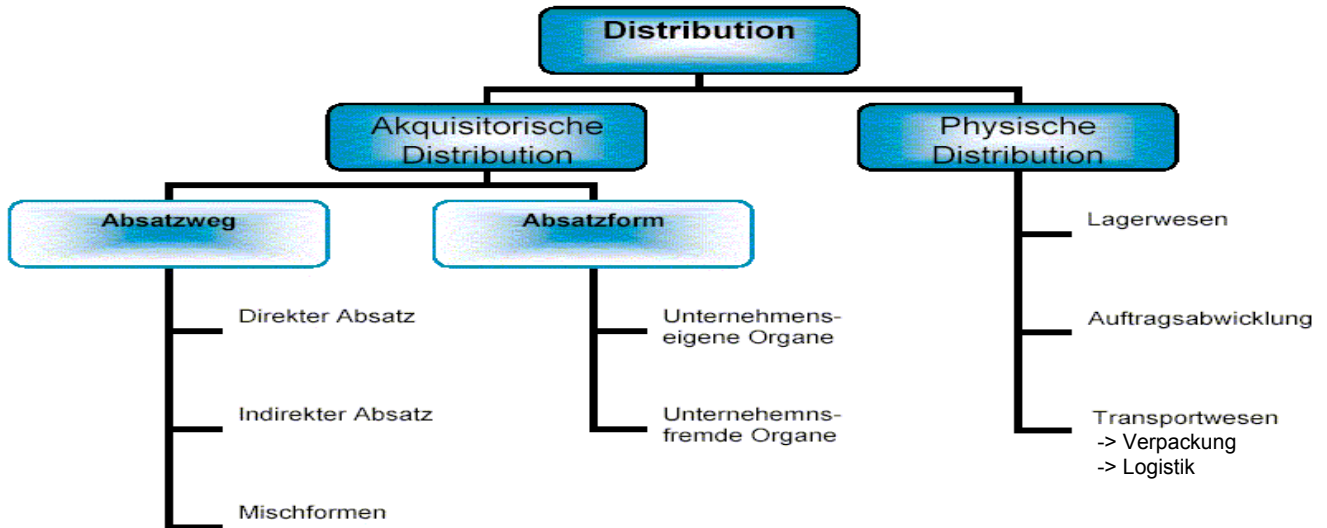 Distribution
Akquisitorische
Distribution
Physische
Distribution
Absatzweg
Absatzform
Direkter Absatz
Indirekter Absatz
Mischformen
Unternehmens-
eigene Organe
Unternehemns-
fremde Organe
Lagerwesen
Auftragsabwicklung
Transportwesen
-> Verpackung
-> Logistik